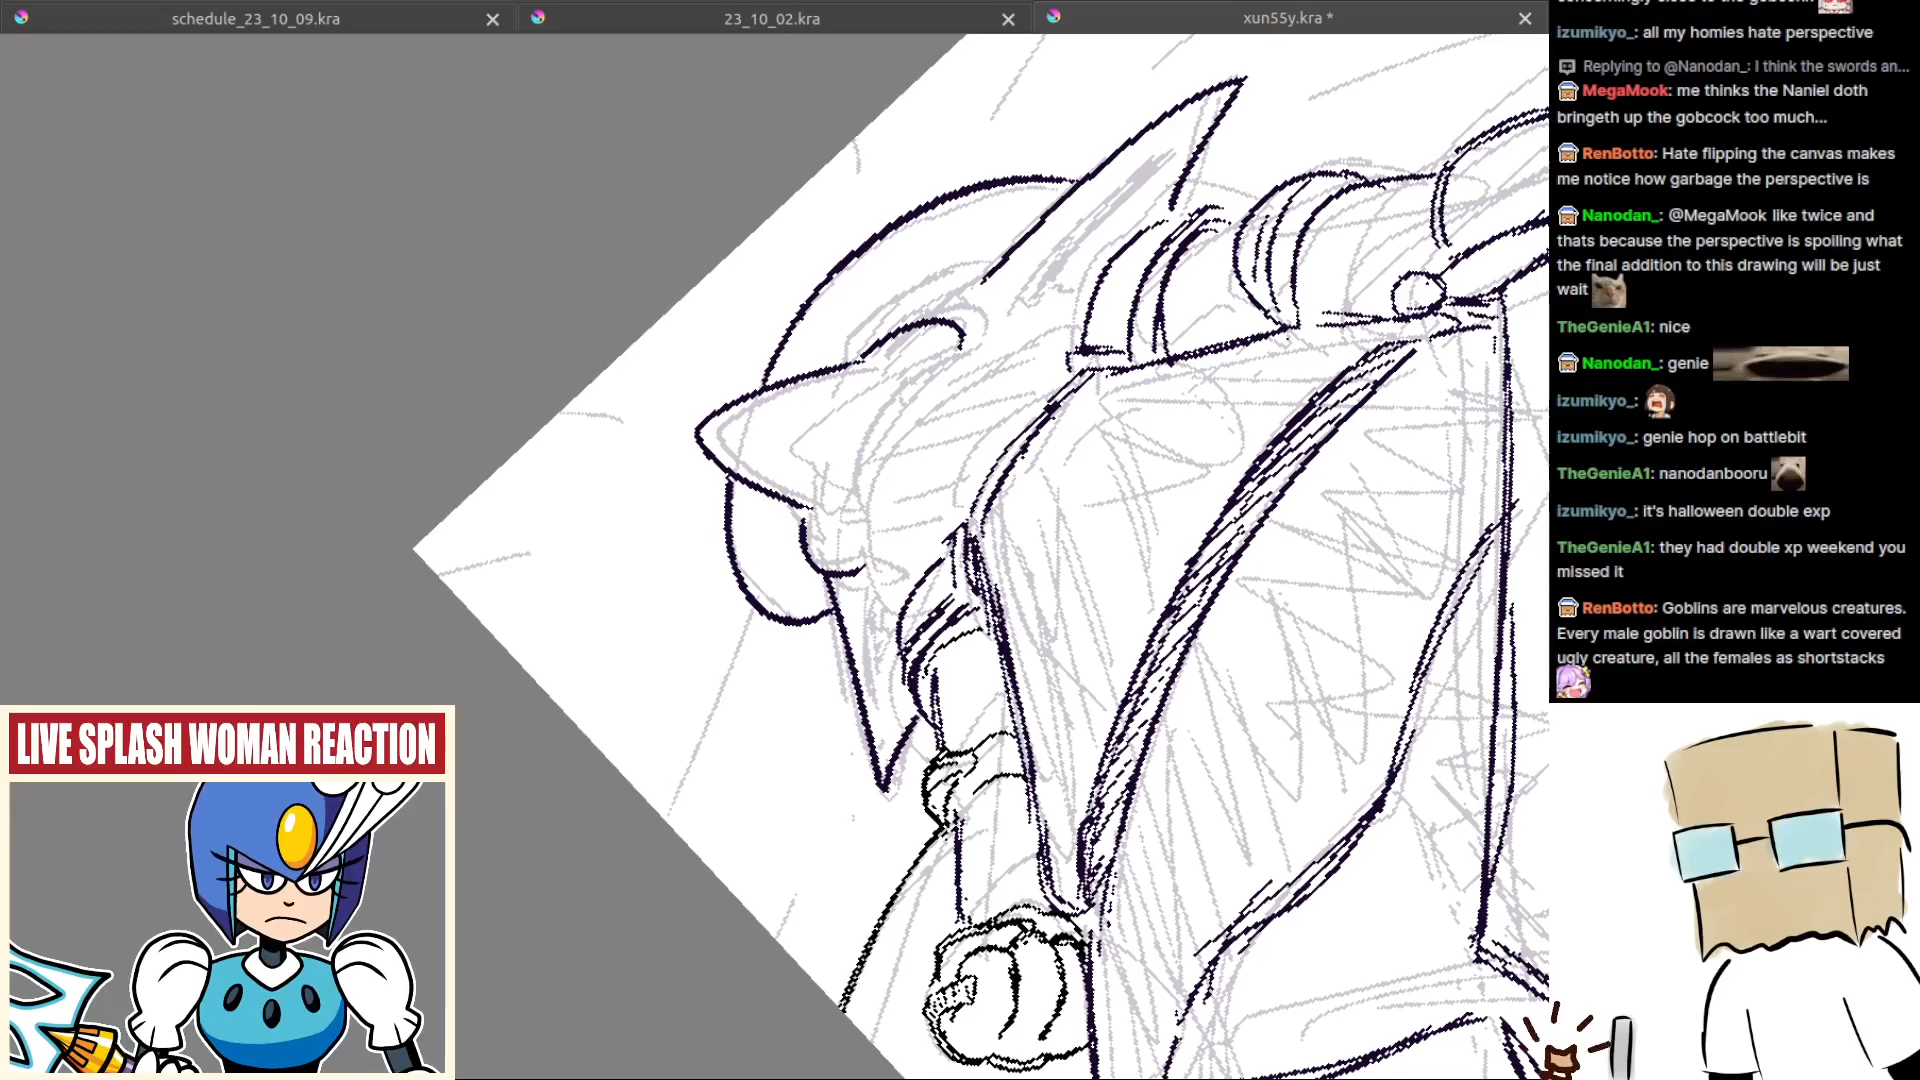 schedule_23_10_09.kra
23_10_02.kra
xun55y.kra *
izumikyo_: all my homies hate perspective
Replying to @Nanodan_: I think the swords an...
MegaMook: me thinks the Naniel doth
bringeth up the gobcock too much...
RenBotto: Hate flipping the canvas makes
me notice how garbage the perspective is
Nanodan_: @MegaMook like twice and
thats because the perspective is spoiling what
the final addition to this drawing will be just
wait
TheGenieA1: nice
Nanodan_: genie
izumikyo_:
izumikyo_: genie hop on battlebit
TheGenieA1: nanodanbooru
izumikyo_: it's halloween double exp
TheGenieA1: they had double xp weekend you
missed it
RenBotto: Goblins are marvelous creatures.
Every male goblin is drawn like a wart covered
ugly creature, all the females as shortstacks
LIVE SPLASH WOMAN REACTION